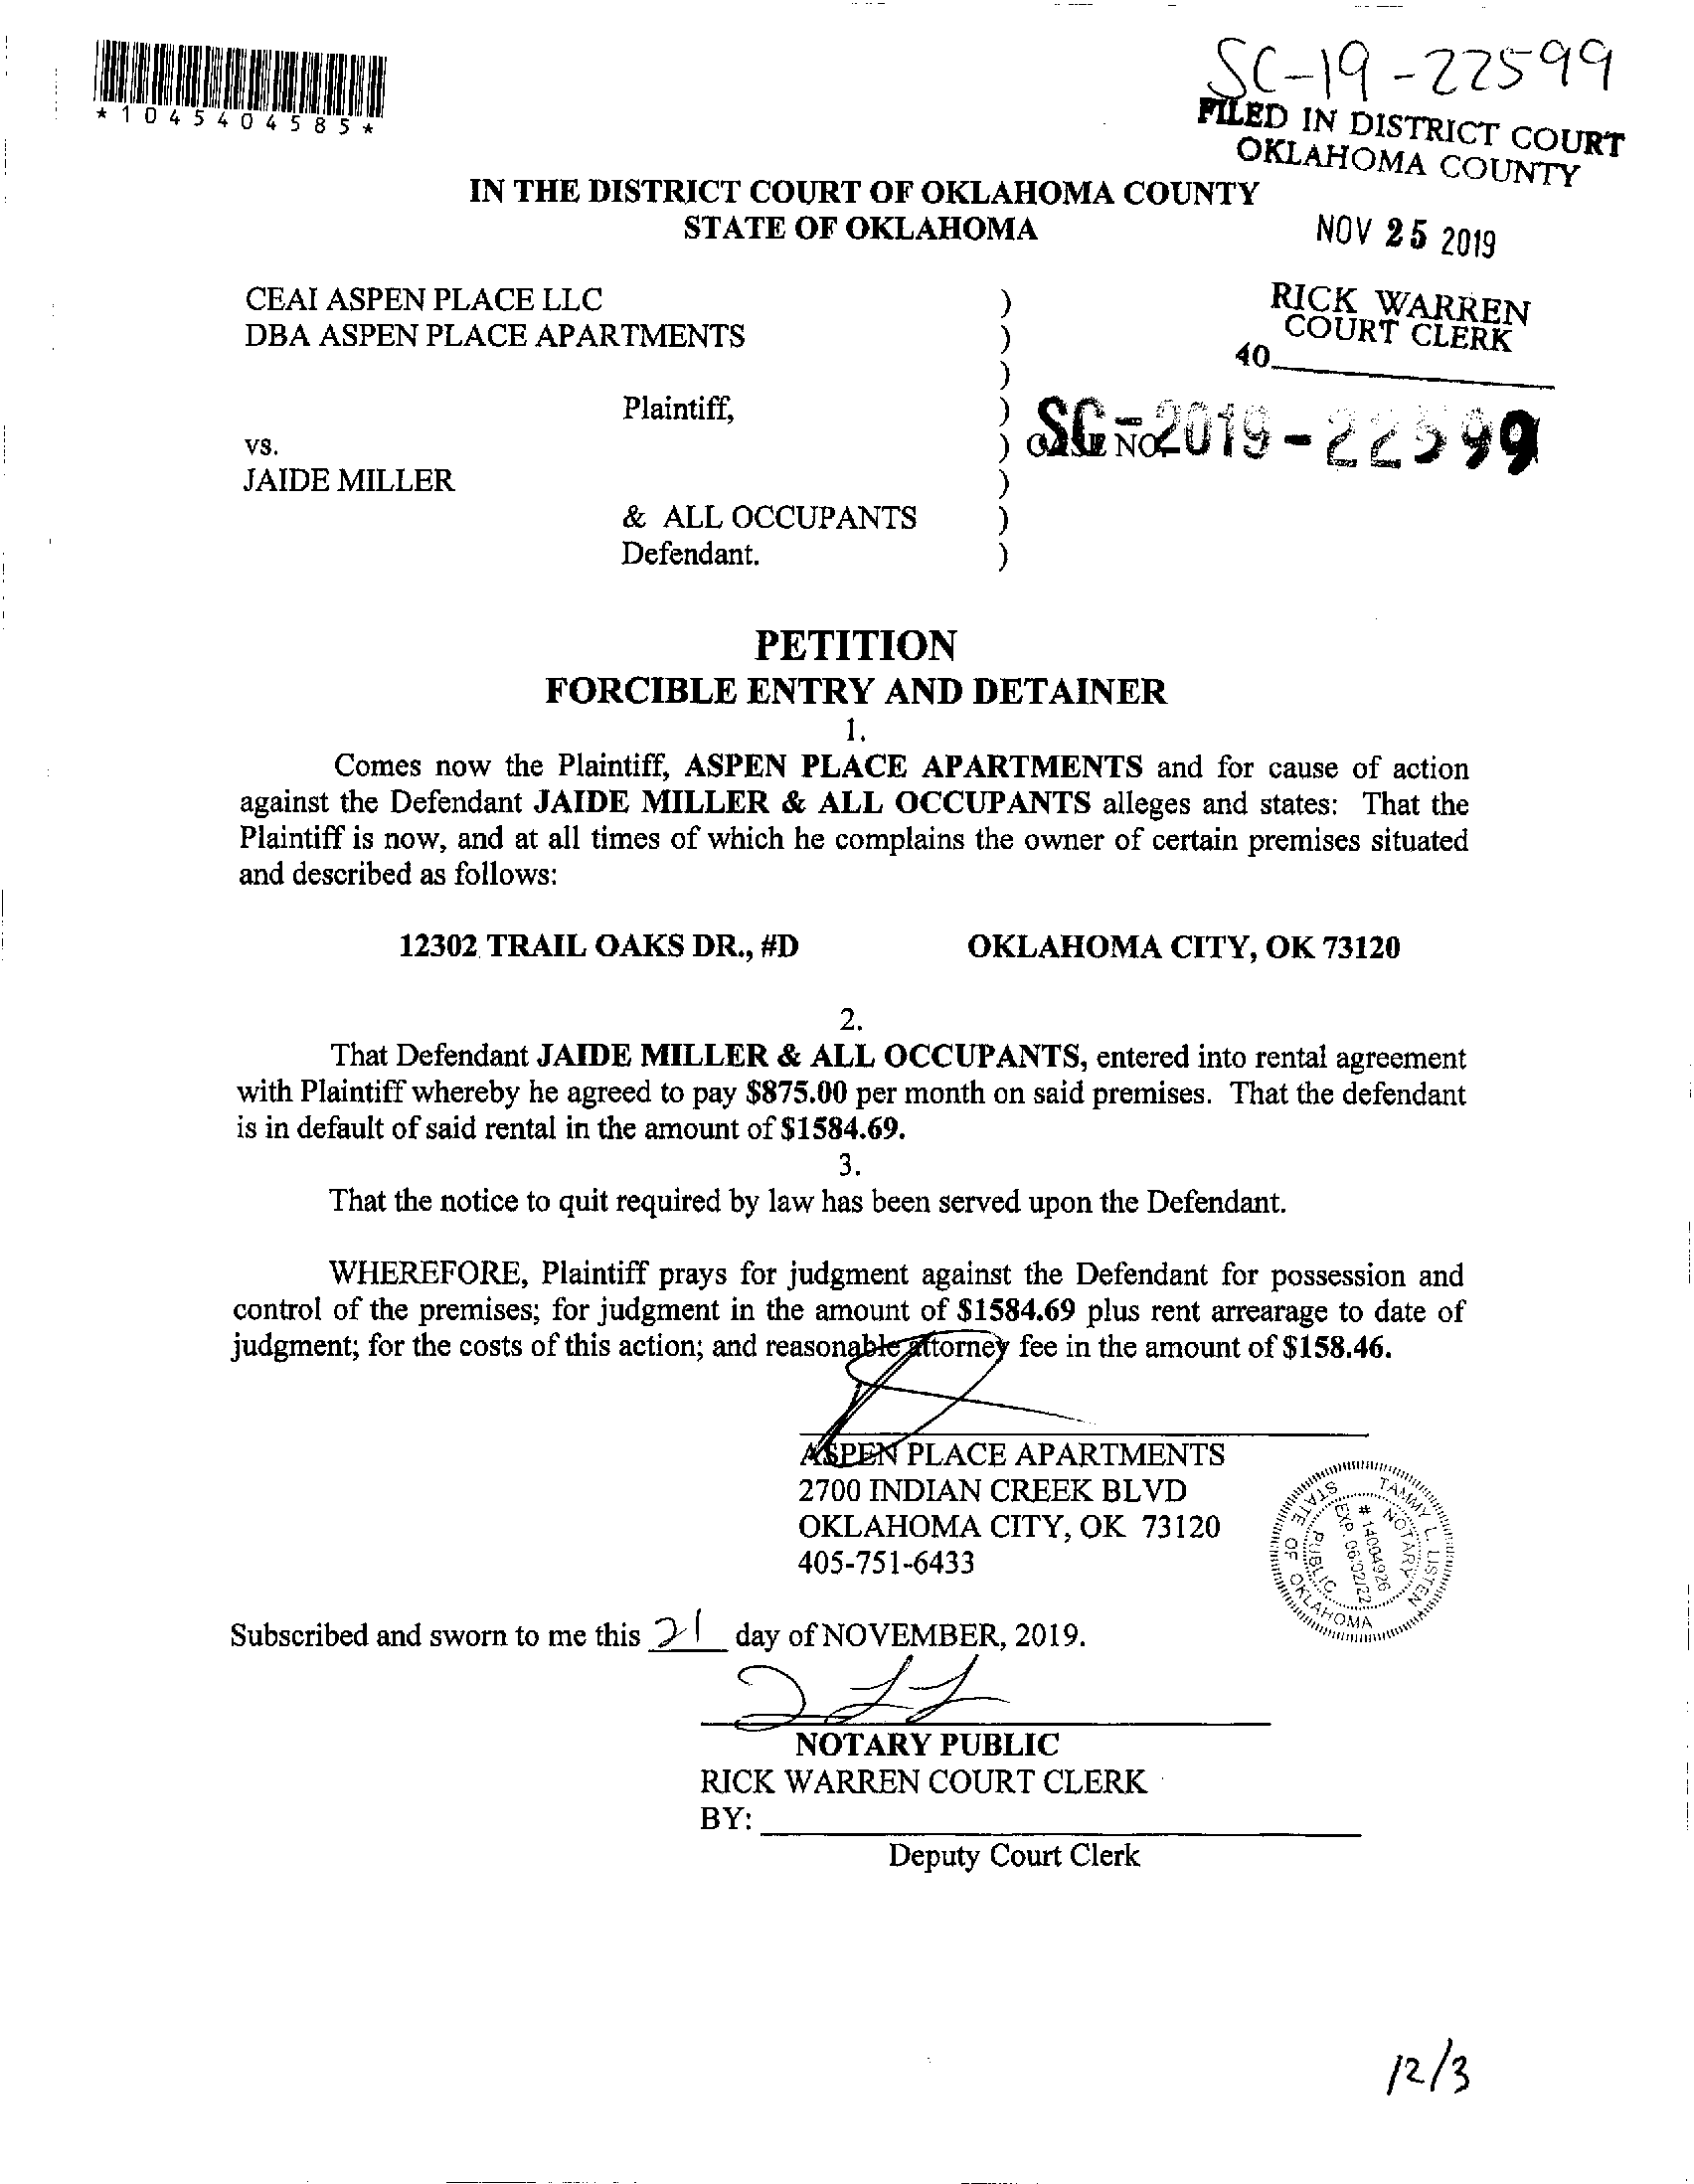 SC-19-22599
*1045404585*
FILED IN DISTRICT COURT
OKLAHOMA COUNTY
IN THE DISTRICT COURT OF OKLAHOMA COUNTY
STATE OF OKLAHOMA
NOV 25 2019
RICK WARREN
COURT CLERK
40
CEAI ASPEN PLACE LLC )
DBA ASPEN PLACE APARTMENTS )
)
Plaintiff, )
vs. ) CASE NO. SC-2019-22599
JAIDE MILLER )
& ALL OCCUPANTS )
Defendant. )
PETITION
FORCIBLE ENTRY AND DETAINER
1.
Comes now the Plaintiff, ASPEN PLACE APARTMENTS and for cause of action
against the Defendant JAIDE MILLER & ALL OCCUPANTS alleges and states: That the
Plaintiff is now, and at all times of which he complains the owner of certain premises situated
and described as follows:
12302 TRAIL OAKS DR., #D OKLAHOMA CITY, OK 73120
2.
That Defendant JAIDE MILLER & ALL OCCUPANTS, entered into rental agreement
with Plaintiff whereby he agreed to pay $875.00 per month on said premises. That the defendant
is in default of said rental in the amount of $1584.69.
3.
That the notice to quit required by law has been served upon the Defendant.
WHEREFORE, Plaintiff prays for judgment against the Defendant for possession and
control of the premises; for judgment in the amount of $1584.69 plus rent arrearage to date of
judgment; for the costs of this action; and reasonable attorney fee in the amount of $158.46.
ASPEN PLACE APARTMENTS
2700 INDIAN CREEK BLVD
OKLAHOMA CITY, OK 73120
405-751-6433
TAMMY L. LISTEN
NOTARY PUBLIC
# 14004926
EXP. 06/02/22
STATE OF OKLAHOMA
Subscribed and sworn to me this 21 day of NOVEMBER, 2019.
NOTARY PUBLIC
RICK WARREN COURT CLERK
BY:
Deputy Court Clerk
12/3